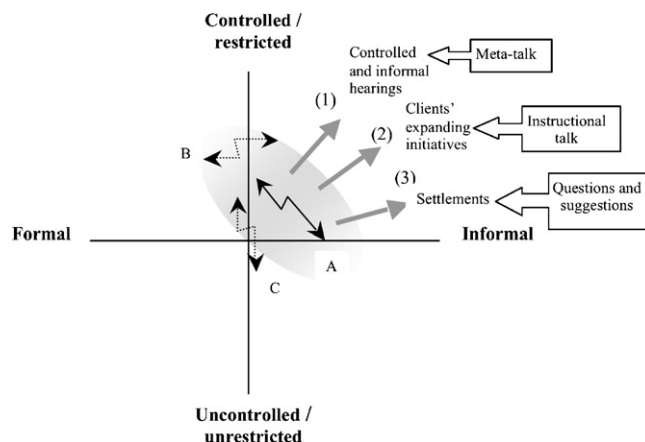 Controlled /
restricted
Controlled
and informal
hearings
Meta-talk
(1)
(2)
Clients'
expanding
initiatives
Instructional
talk
B
(3)
Settlements
Questions and
suggestions
Formal
Informal
A
C
Uncontrolled /
unrestricted